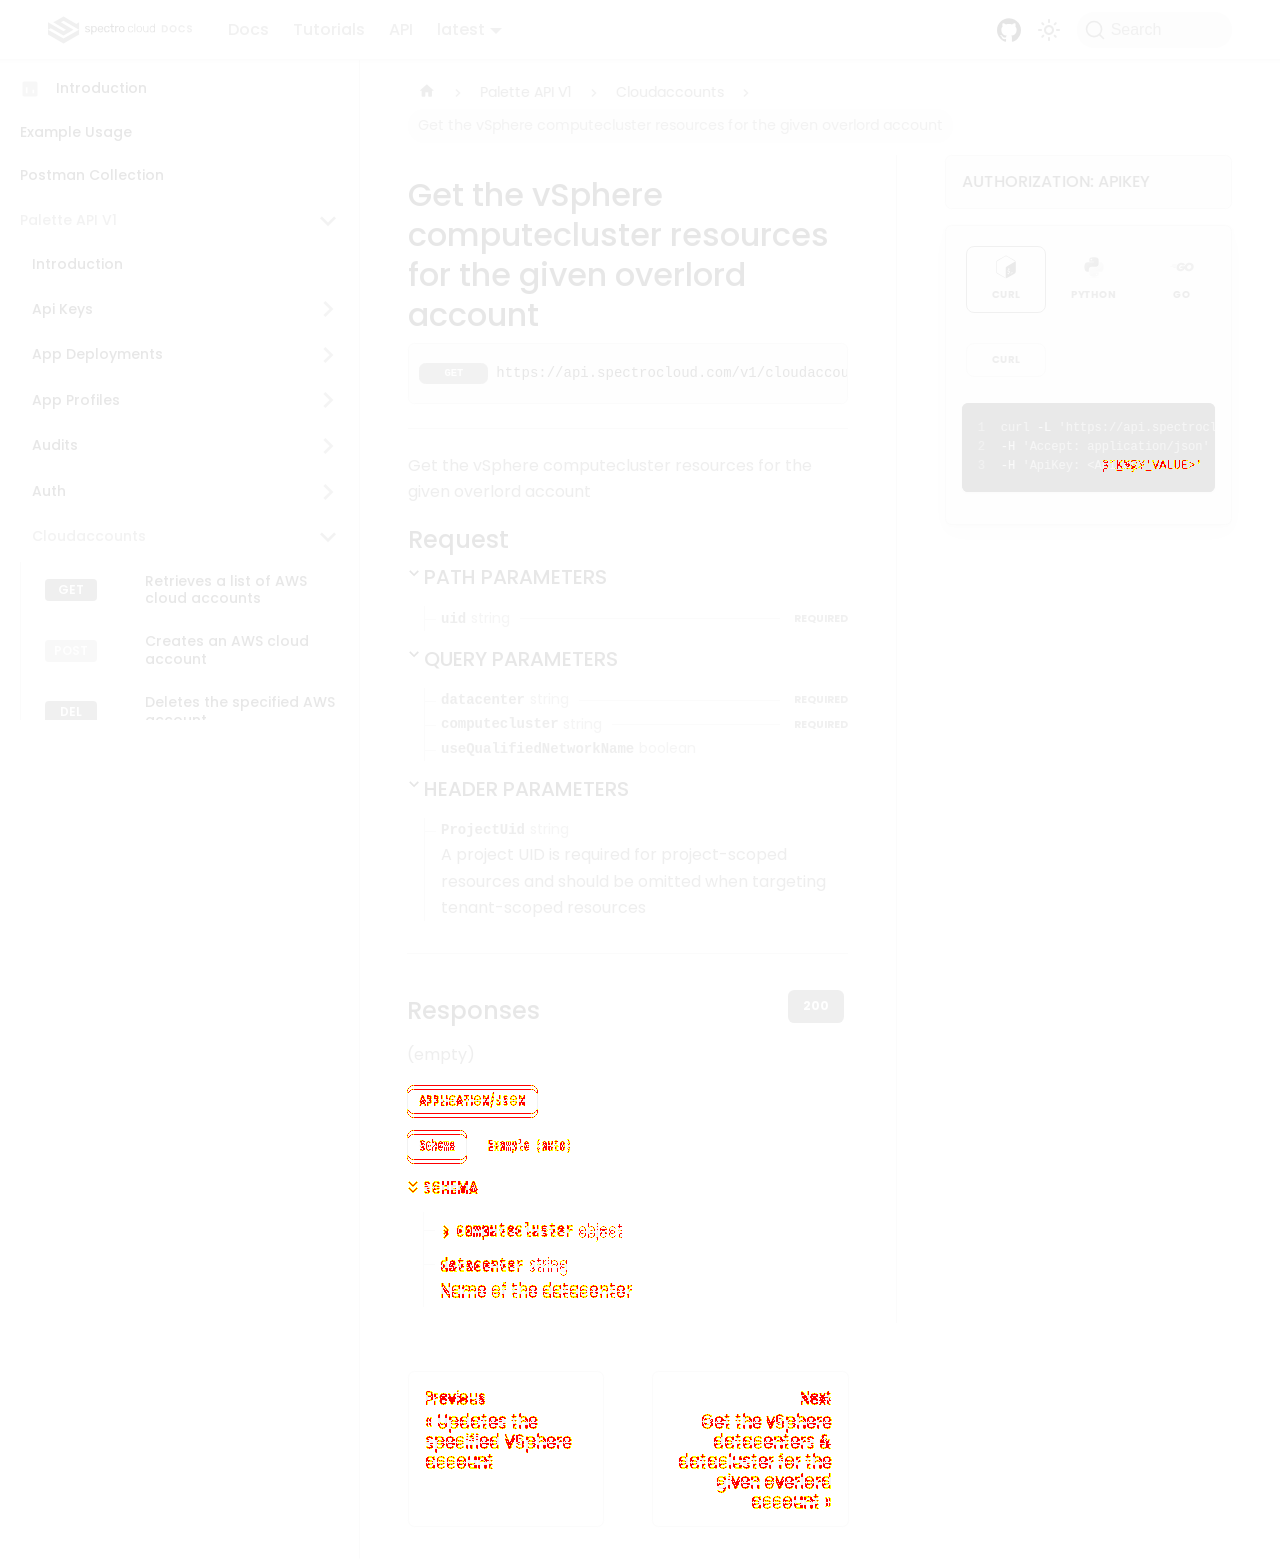 spectro cloud DOCS
Docs
Tutorials
API
latest
Search
Introduction
Example Usage
Postman Collection
Palette API V1
Introduction
Api Keys
App Deployments
App Profiles
Audits
Auth
Cloudaccounts
GET
Retrieves a list of AWS
cloud accounts
POST
Creates an AWS cloud
account
DEL
Deletes the specified AWS
account
Palette API V1
Cloudaccounts
Get the vSphere computecluster resources for the given overlord account
Get the vSphere
computecluster resources
for the given overlord
account
GET https://api.spectrocloud.com/v1/cloudaccou
Get the vSphere computecluster resources for the
given overlord account
Request
PATH PARAMETERS
uid string REQUIRED
QUERY PARAMETERS
datacenter string REQUIRED
computecluster string REQUIRED
useQualifiedNetworkName boolean
HEADER PARAMETERS
ProjectUid string
A project UID is required for project-scoped
resources and should be omitted when targeting
tenant-scoped resources
Responses
200
(empty)
APPLICATION/JSON
Schema
Example (auto)
SCHEMA
computecluster object
datacenter string
Name of the datacenter
Previous
« Updates the
specified VSphere
account
Next
Get the vSphere
datacenters &
datacluster for the
given overlord
account »
AUTHORIZATION: APIKEY
CURL
PYTHON
GO
GO
CURL
1 curl -L 'https://api.spectrocl
2 -H 'Accept: application/json'
3 -H 'ApiKey: